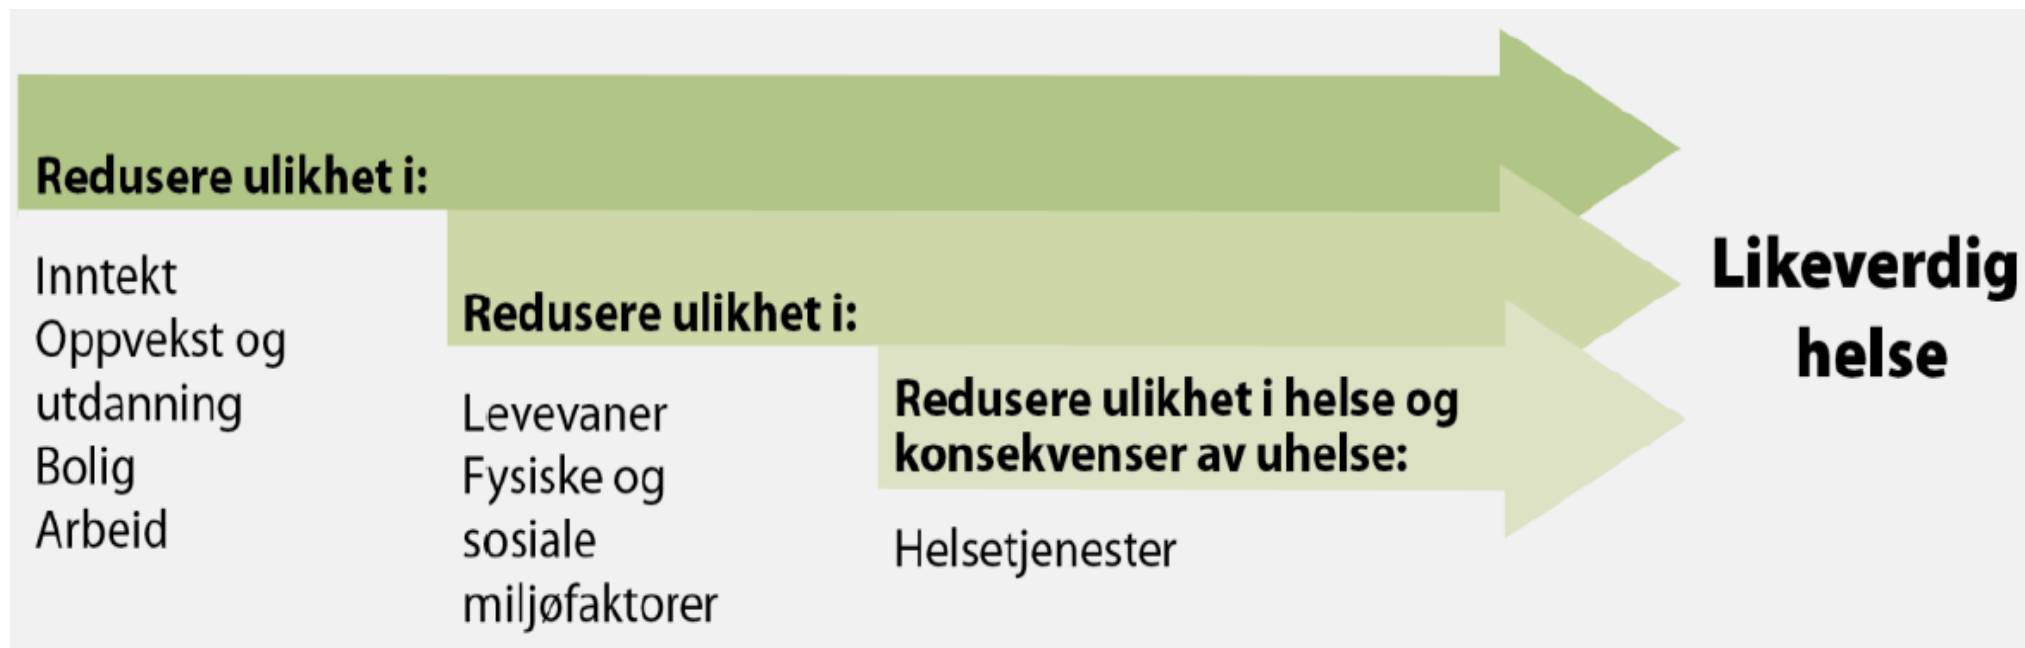 Redusere ulikhet i:
Inntekt
Oppvekst og
utdanning
Bolig
Arbeid
Redusere ulikhet i:
Levevaner
Fysiske og
sosiale
miljøfaktorer
Redusere ulikhet i helse og
konsekvenser av uhelse:
Helsetjenester
Likeverdig
helse